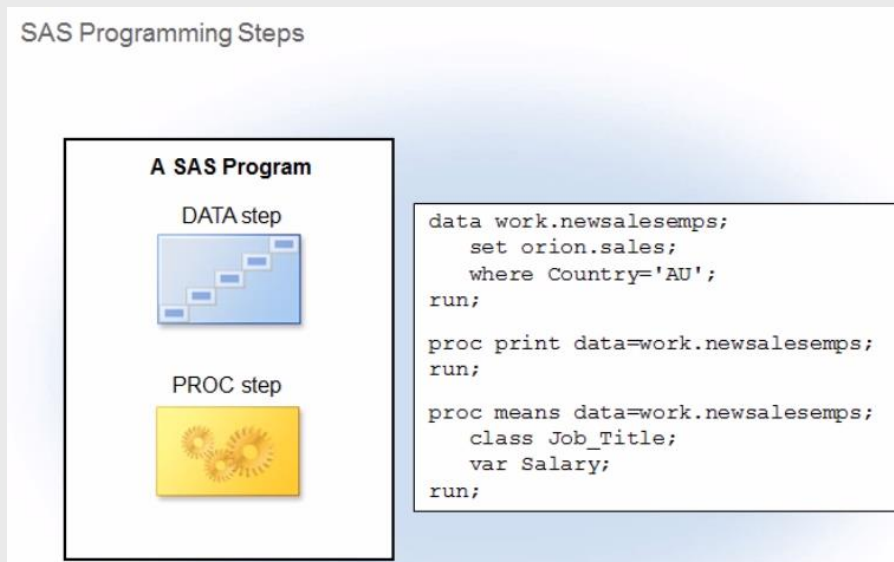 SAS Programming Steps
A SAS Program
DATA step
PROC step
data work.newsalesemps;
set orion.sales;
where Country='AU';
run;
proc print data=work.newsalesemps;
run;
proc means data=work.newsalesemps;
class Job_Title;
var Salary;
run;